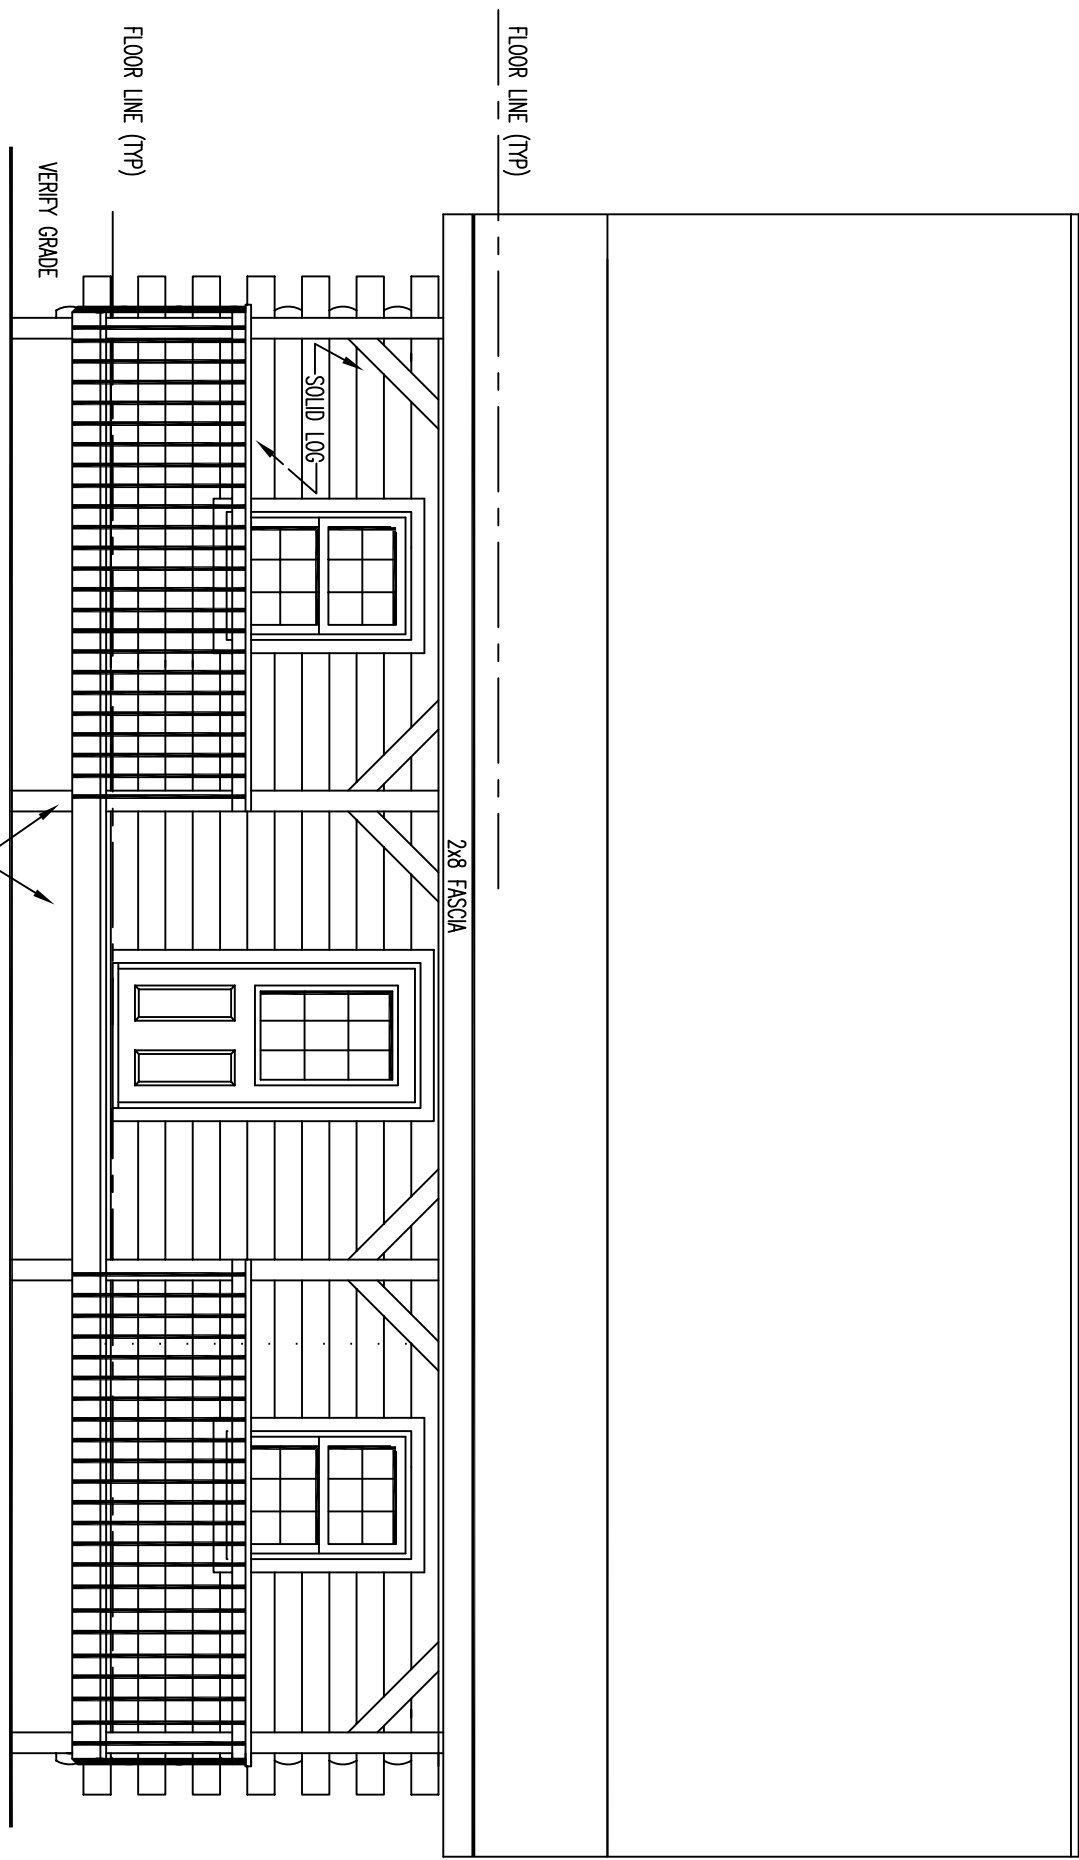 FLOOR LINE (TYP)
2x8 FASCIA
SOLID LOG
FLOOR LINE (TYP)
VERIFY GRADE